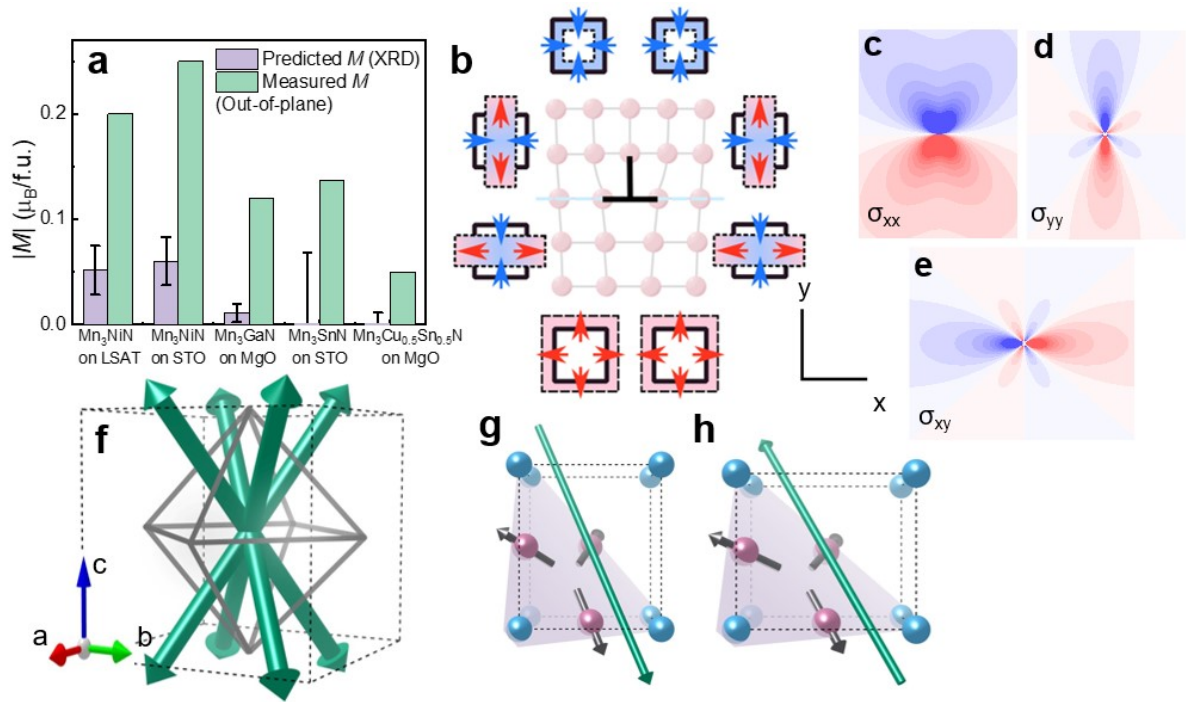 a
Predicted M (XRD)
Measured M
(Out-of-plane)
|M| (μB/f.u.)
0.2
0.1
0.0
Mn3NiN
on LSAT
Mn3NiN
on STO
Mn3GaN
on MgO
Mn3SnN
on STO
Mn3Cu0.5Sn0.5N
on MgO
b
y
x
c
σxx
d
σyy
e
σxy
f
c
a
b
g
h